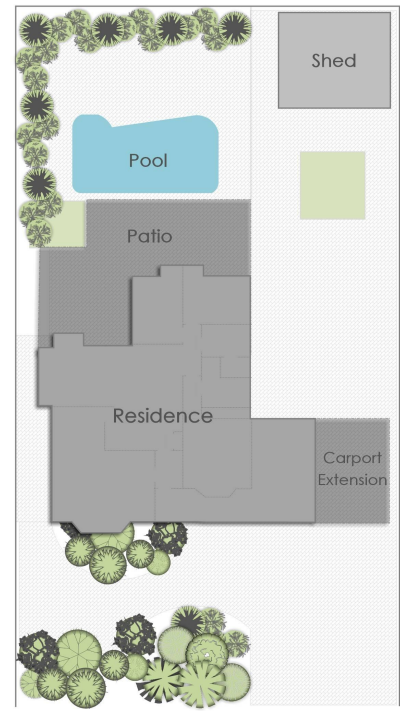 Shed
Pool
Patio
Residence
Carport
Extension